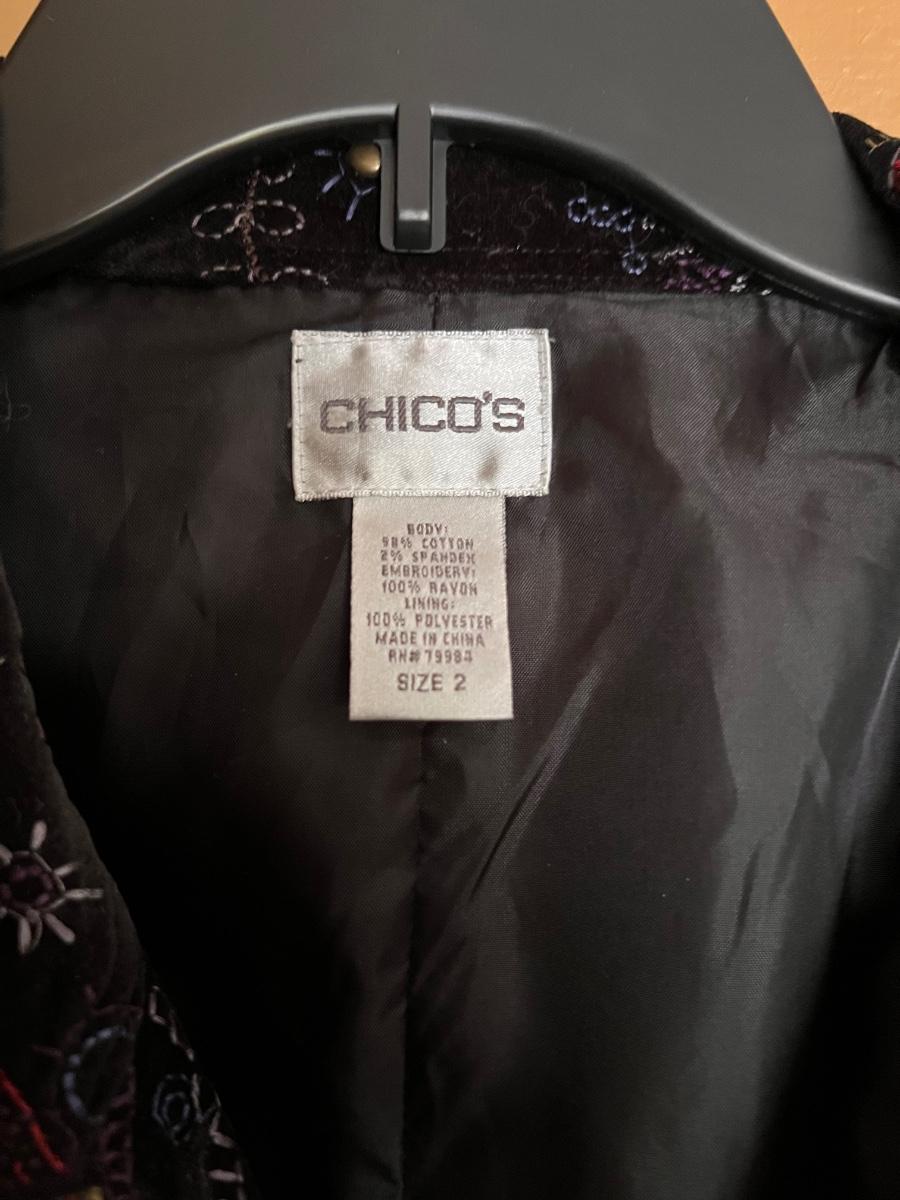 CHICO'S
BODY:
98% COTTON
2% SPANDEX
EMBROIDERY:
100% RAYON
LINING:
100% POLYESTER
MADE IN CHINA
RN# 79984
SIZE 2